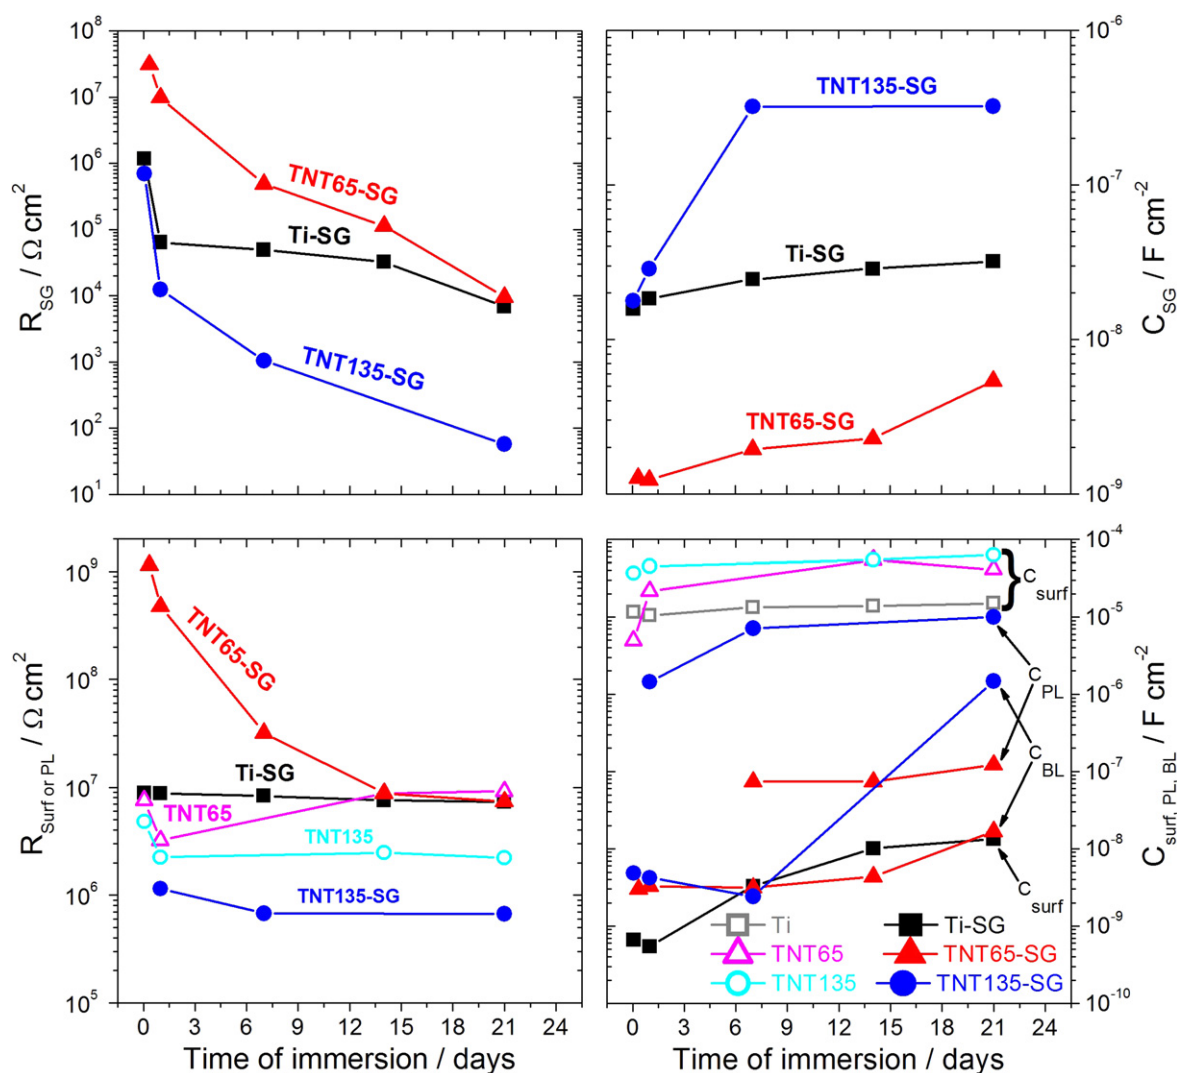 10^8
10^7
10^6
10^5
10^4
10^3
10^2
10^1
R_SG / Ω cm^2
TNT65-SG
Ti-SG
TNT135-SG
10^-6
10^-7
10^-8
10^-9
C_SG / F cm^-2
TNT135-SG
Ti-SG
TNT65-SG
10^9
10^8
10^7
10^6
10^5
R_Surf or PL / Ω cm^2
TNT65-SG
Ti-SG
TNT65
TNT135
TNT135-SG
0 3 6 9 12 15 18 21 24
Time of immersion / days
10^-4
10^-5
10^-6
10^-7
10^-8
10^-9
10^-10
C_surf, PL, BL / F cm^-2
} C_surf
C_PL
C_BL
C_surf
Ti Ti-SG
TNT65 TNT65-SG
TNT135 TNT135-SG
0 3 6 9 12 15 18 21 24
Time of immersion / days